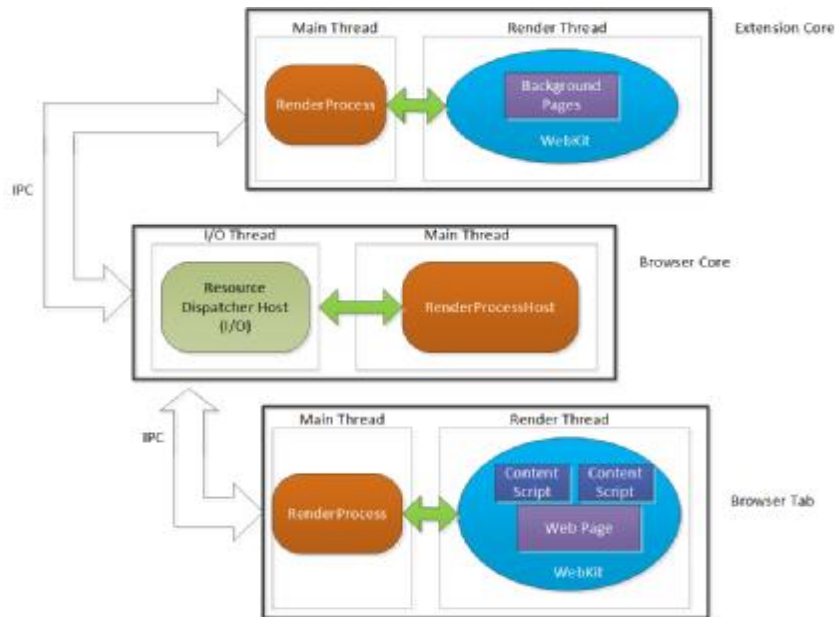 Main Thread
Render Thread
Extension Core
RenderProcess
Background
Pages
WebKit
IPC
I/O Thread
Main Thread
Browser Core
Resource
Dispatcher Host
(I/O)
RenderProcessHost
Main Thread
Render Thread
IPC
Content
Script
Content
Script
RenderProcess
Web Page
Browser Tab
WebKit